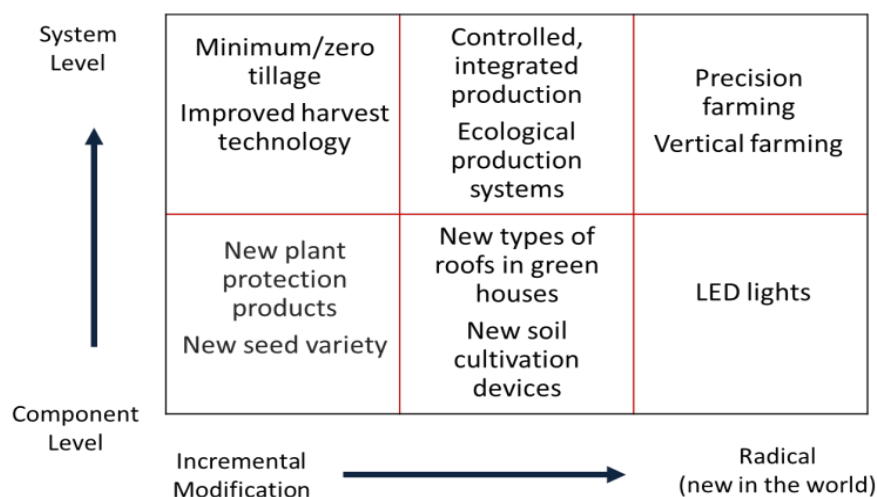 System
Level
Minimum/zero
tillage
Improved harvest
technology
Controlled,
integrated
production
Ecological
production
systems
Precision
farming
Vertical farming
New plant
protection
products
New seed variety
New types of
roofs in green
houses
New soil
cultivation
devices
LED lights
Component
Level
Incremental
Modification
Radical
(new in the world)